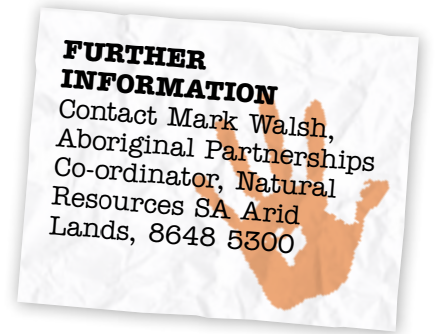 FURTHER
INFORMATION
Contact Mark Walsh,
Aboriginal Partnerships
Co-ordinator, Natural
Resources SA Arid
Lands, 8648 5300